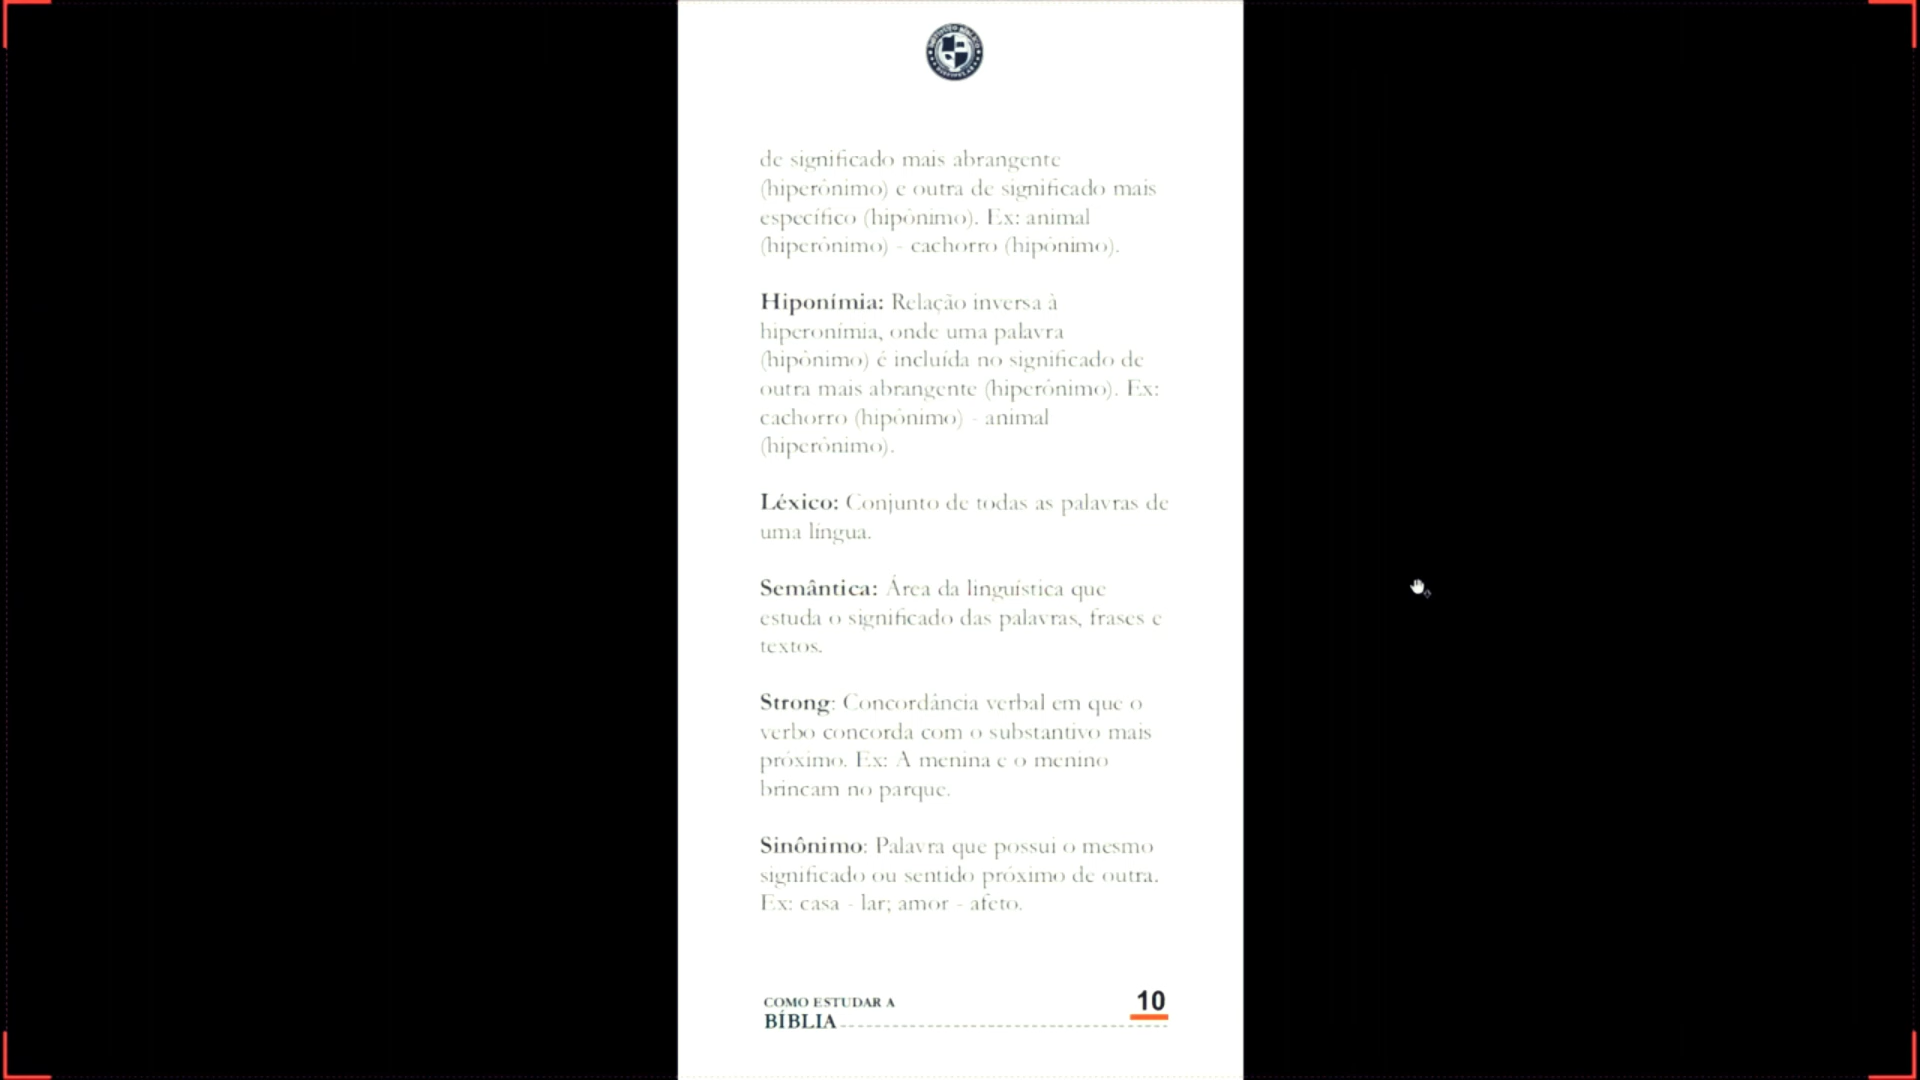 de significado mais abrangente
(hiperônimo) e outra de significado mais
específico (hipônimo). Ex: animal
(hiperônimo) - cachorro (hipônimo).
Hiponímia: Relação inversa à
hiperonímia, onde uma palavra
(hipônimo) é incluída no significado de
outra mais abrangente (hiperônimo). Ex:
cachorro (hipônimo) - animal
(hiperônimo).
Léxico: Conjunto de todas as palavras de
uma língua.
Semântica: Área da linguística que
estuda o significado das palavras, frases e
textos.
Strong: Concordância verbal em que o
verbo concorda com o substantivo mais
próximo. Ex: A menina e o menino
brincam no parque.
Sinônimo: Palavra que possui o mesmo
significado ou sentido próximo de outra.
Ex: casa - lar; amor - afeto.
COMO ESTUDAR A
BÍBLIA
10